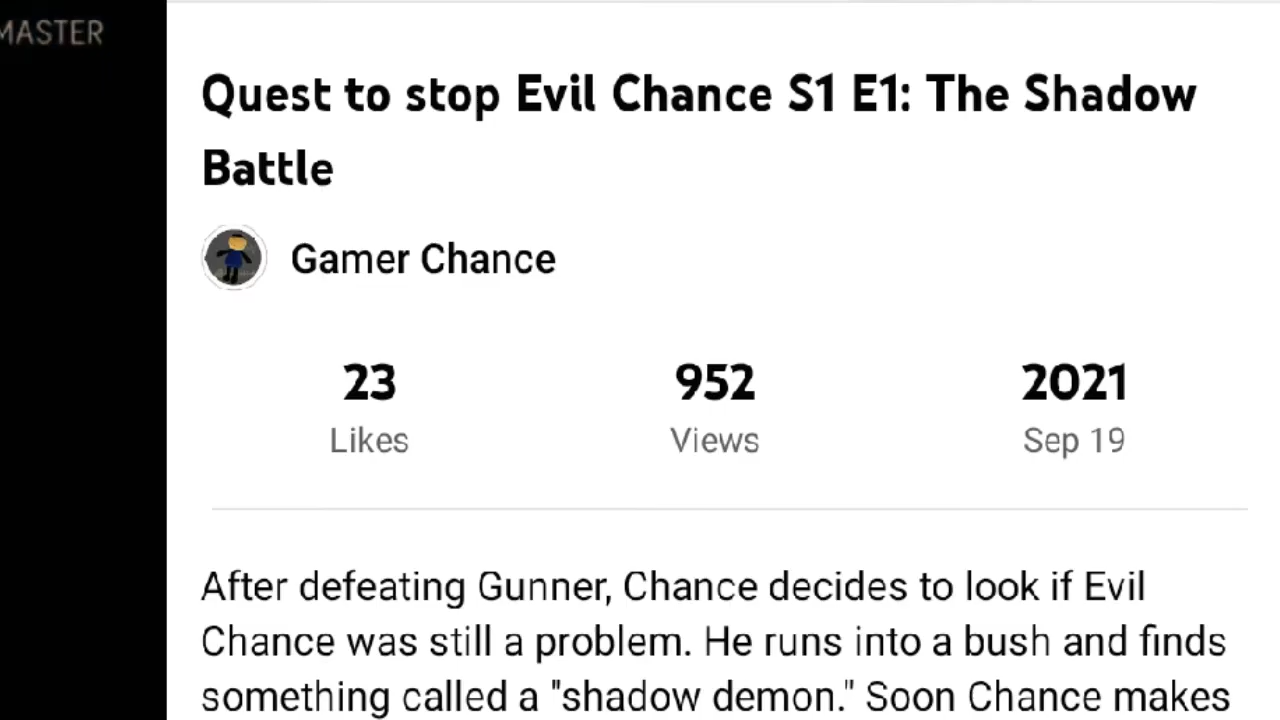 MASTER
Quest to stop Evil Chance S1 E1: The Shadow
Battle
Gamer Chance
23
952
2021
Likes
Views
Sep 19
After defeating Gunner, Chance decides to look if Evil
Chance was still a problem. He runs into a bush and finds
something called a "shadow demon." Soon Chance makes